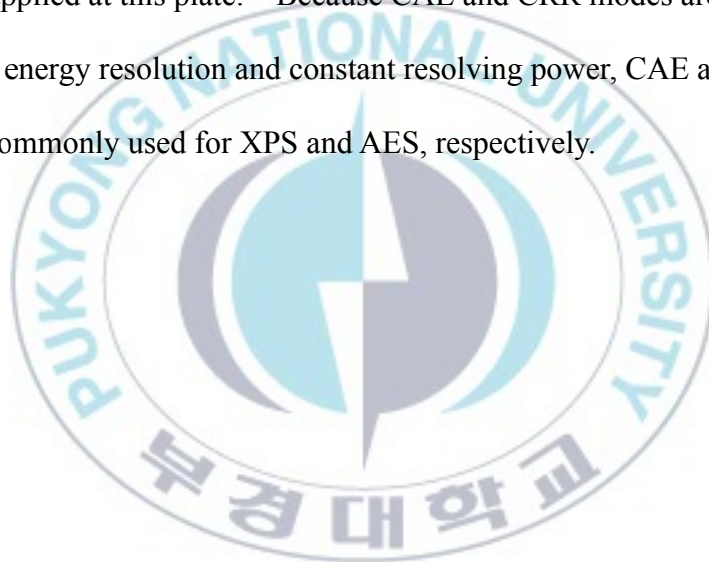 applied at this plate. Because CAE and CRR modes are
energy resolution and constant resolving power, CAE a
ommonly used for XPS and AES, respectively.
PUKYONG NATIONAL UNIVERSITY
부경대학교